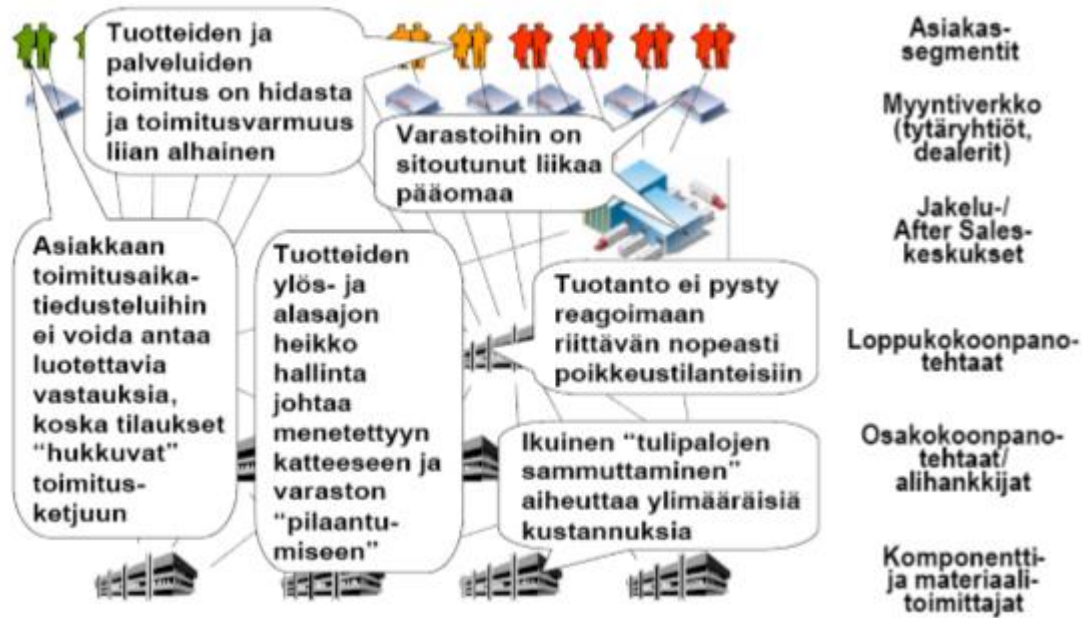 Tuotteiden ja
palveluiden
toimitus on hidasta
ja toimitusvarmuus
liian alhainen
Varastoihin on
sitoutunut liikaa
pääomaa
Asiakkaan
toimitusaika-
tiedusteluihin
ei voida antaa
luotettavia
vastauksia,
koska tilaukset
“hukkuvat”
toimitus-
ketjuun
Tuotteiden
ylös- ja
alasajon
heikko
hallinta
johtaa
menetettyyn
katteeseen ja
varaston
“pilaantu-
miseen”
Tuotanto ei pysty
reagoimaan
riittävän nopeasti
poikkeustilanteisiin
Ikuinen “tulipalojen
sammuttaminen”
aiheuttaa ylimääräisiä
kustannuksia
Asiakas-
segmentit
Myyntiverkko
(tytäryhtiöt,
dealerit)
Jakelu-/
After Sales-
keskukset
Loppukokoonpano-
tehtaat
Osakokoonpano-
tehtaat/
alihankkijat
Komponentti-
ja materiaali-
toimittajat